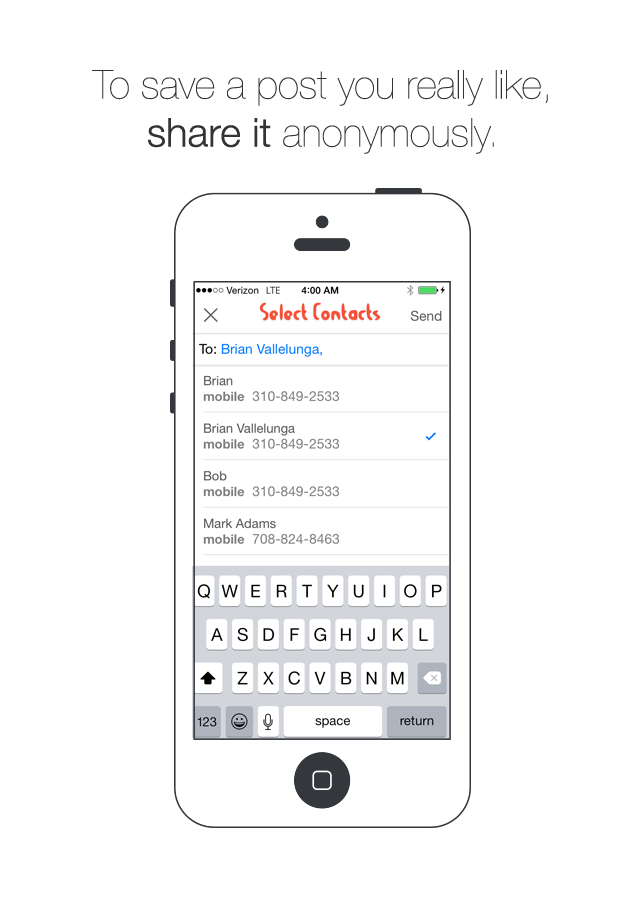 To save a post you really like,
share it anonymously.
Verizon LTE 4:00 AM
Select Contacts Send
To: Brian Vallelunga,
Brian
mobile 310-849-2533
Brian Vallelunga
mobile 310-849-2533
Bob
mobile 310-849-2533
Mark Adams
mobile 708-824-8463
Q W E R T Y U I O P
A S D F G H J K L
Z X C V B N M
123 space return